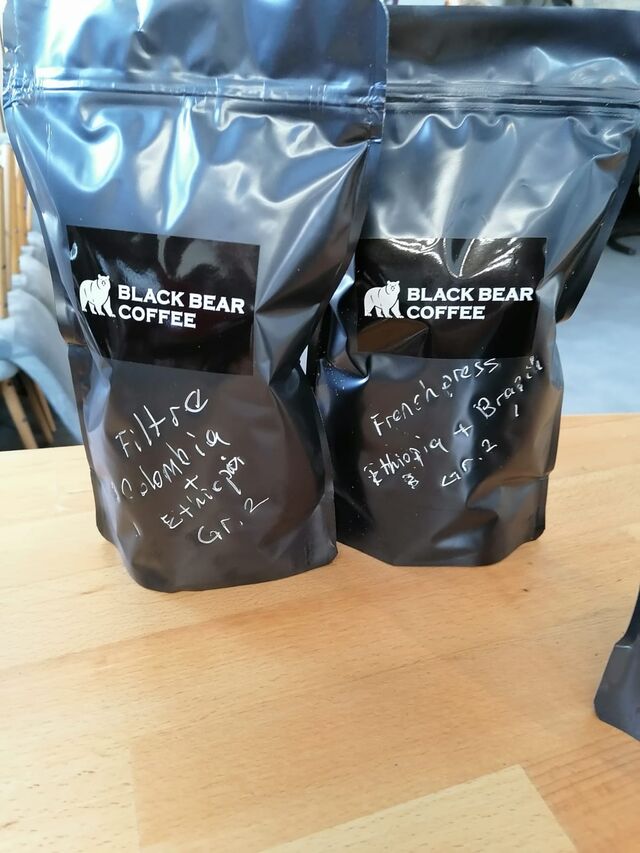 BLACK BEAR
COFFEE
Filtre
Colombia
+
Ethiopia
Gr.2
BLACK BEAR
COFFEE
Frenchpress
Ethiopia + Brazil
Gr.2